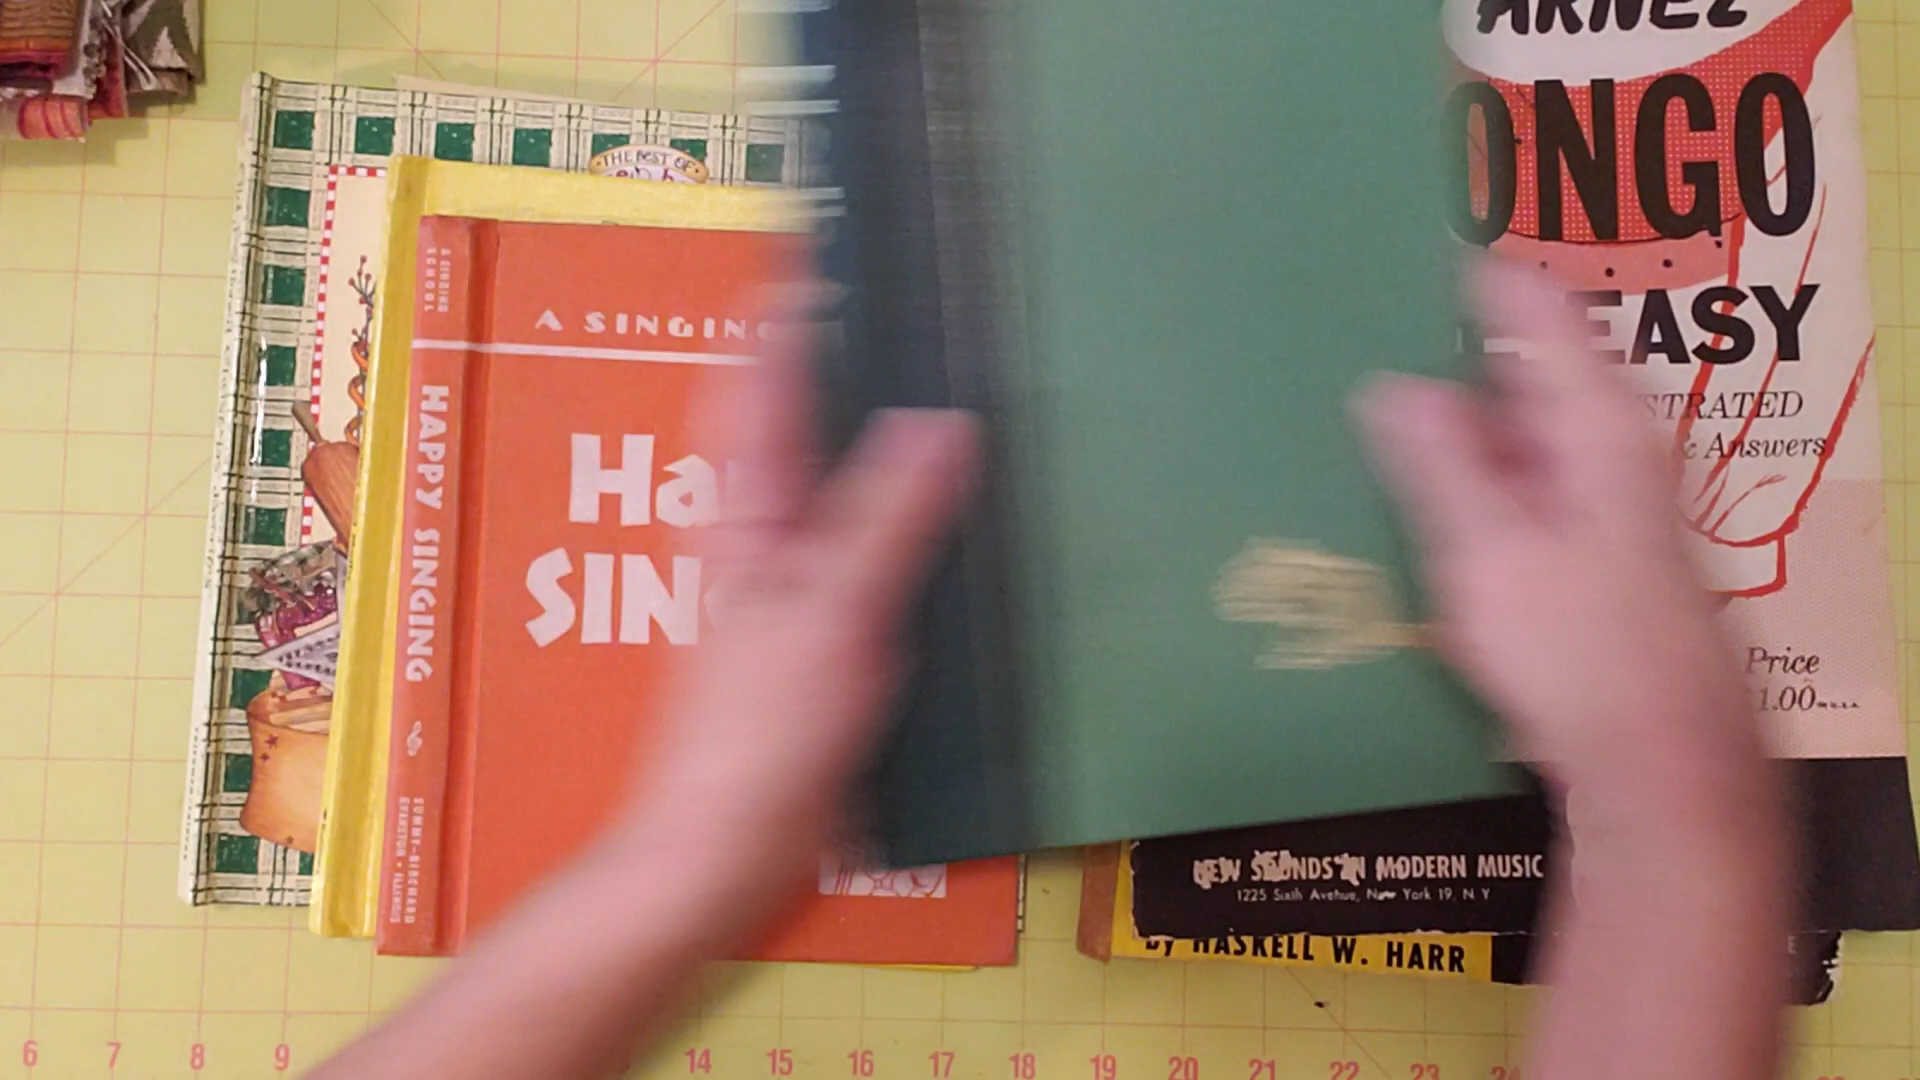 THE BEST OF
A SINGING
SCHOOL
HAPPY SINGING
SUMMY-BIRCHARD
EVANSTON • ILLINOIS
A SINGING
Ha
SING
ARNEZ
ONGO
EASY
STRATED
& Answers
Price
1.00
NEW SOUNDS IN MODERN MUSIC
1225 Sixth Avenue, New York 19, N Y
by HASKELL W. HARR
6 7 8 9 14 15 16 17 18 19 20 21 22 23 24